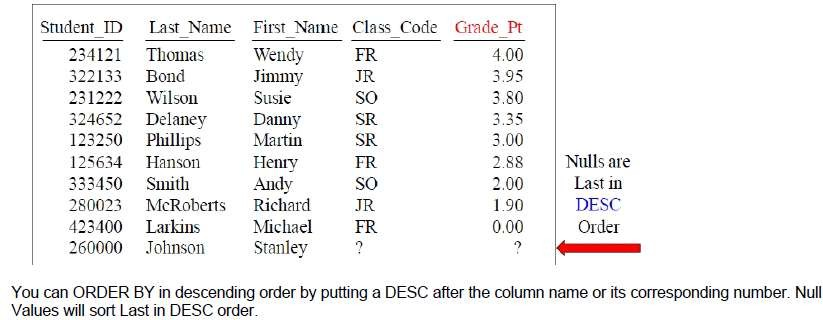 Student_ID Last_Name First_Name Class_Code Grade_Pt
234121 Thomas Wendy FR 4.00
322133 Bond Jimmy JR 3.95
231222 Wilson Susie SO 3.80
324652 Delaney Danny SR 3.35
123250 Phillips Martin SR 3.00
125634 Hanson Henry FR 2.88
333450 Smith Andy SO 2.00
280023 McRoberts Richard JR 1.90
423400 Larkins Michael FR 0.00
260000 Johnson Stanley ? ?
Nulls are
Last in
DESC
Order
You can ORDER BY in descending order by putting a DESC after the column name or its corresponding number. Null
Values will sort Last in DESC order.